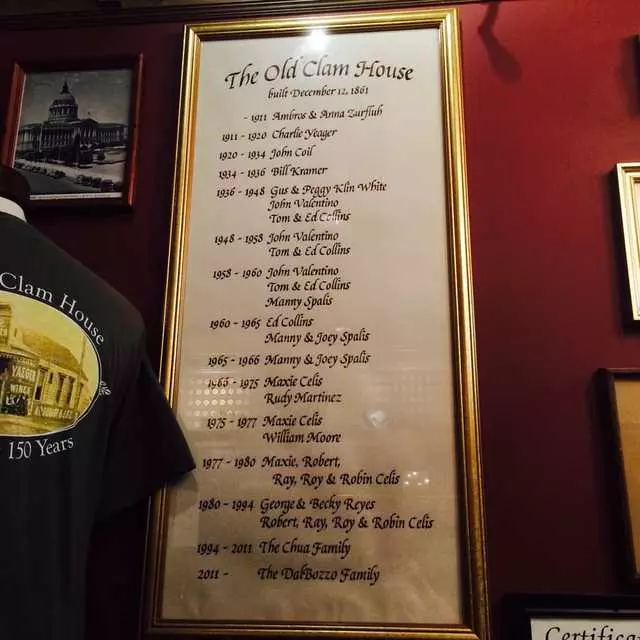 The Old Clam House
built December 12, 1861
- 1911 Ambros & Anna Zurfluh
1911 - 1920 Charlie Yeager
1920 - 1934 John Coil
1934 - 1936 Bill Kramer
1936 - 1948 Gus & Peggy Klin White
John Valentino
Tom & Ed Collins
1948 - 1958 John Valentino
Tom & Ed Collins
1958 - 1960 John Valentino
Tom & Ed Collins
Manny Spalis
1960 - 1965 Ed Collins
Manny & Joey Spalis
1965 - 1966 Manny & Joey Spalis
1966 - 1975 Maxie Celis
Rudy Martinez
1975 - 1977 Maxie Celis
William Moore
1977 - 1980 Maxie, Robert,
Ray, Roy & Robin Celis
1980 - 1994 George & Becky Reyes
Robert, Ray, Roy & Robin Celis
1994 - 2011 The Chua Family
2011 - The DalBozzo Family
Clam House
YAEGER
WINES
150 Years
Certifica